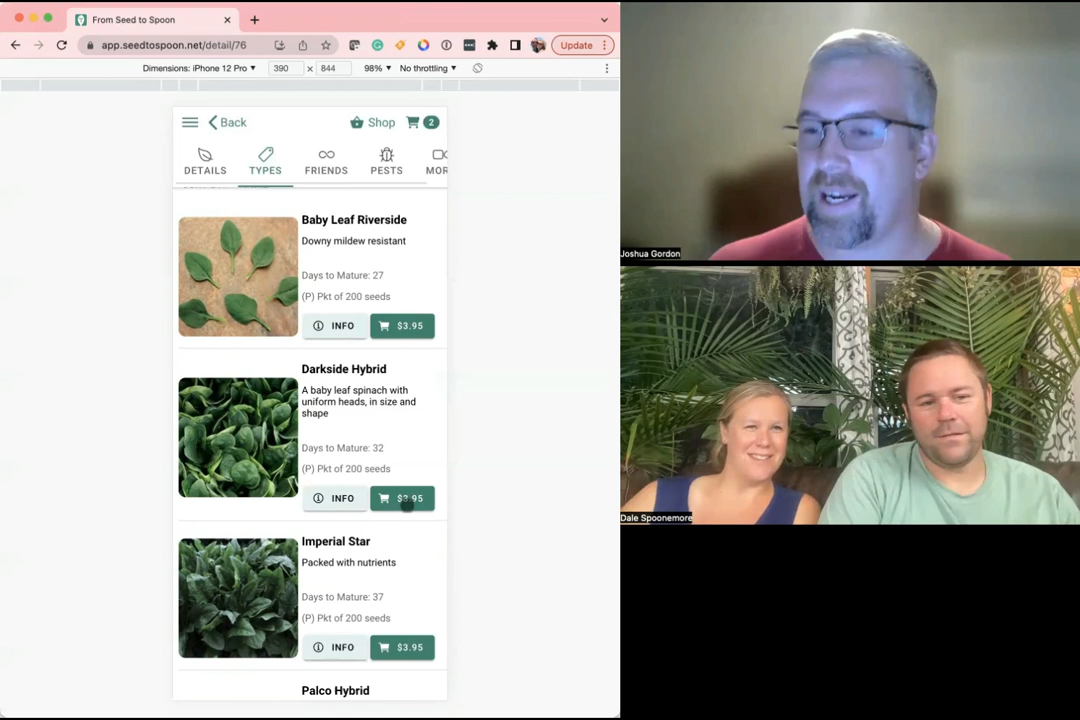 From Seed to Spoon
app.seedtospoon.net/detail/76
Update
Dimensions: iPhone 12 Pro
390 x 844
98%
No throttling
Back
Shop
2
DETAILS
TYPES
FRIENDS
PESTS
MOR
Baby Leaf Riverside
Downy mildew resistant
Days to Mature: 27
(P) Pkt of 200 seeds
INFO
$3.95
Darkside Hybrid
A baby leaf spinach with
uniform heads, in size and
shape
Days to Mature: 32
(P) Pkt of 200 seeds
INFO
$3.95
Imperial Star
Packed with nutrients
Days to Mature: 37
(P) Pkt of 200 seeds
INFO
$3.95
Palco Hybrid
Joshua Gordon
Dale Spoonemore